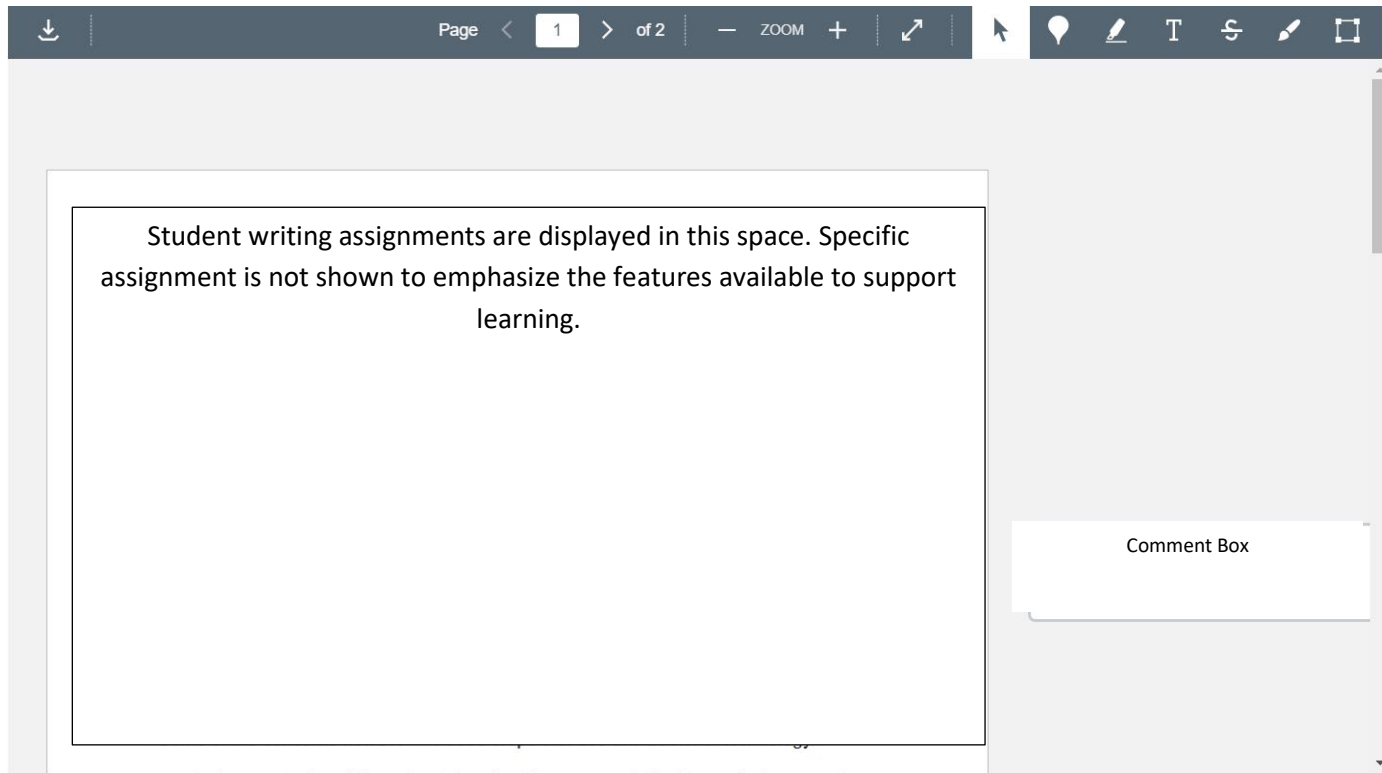 Page 1 of 2 ZOOM T S
Student writing assignments are displayed in this space. Specific
assignment is not shown to emphasize the features available to support
learning.
Comment Box